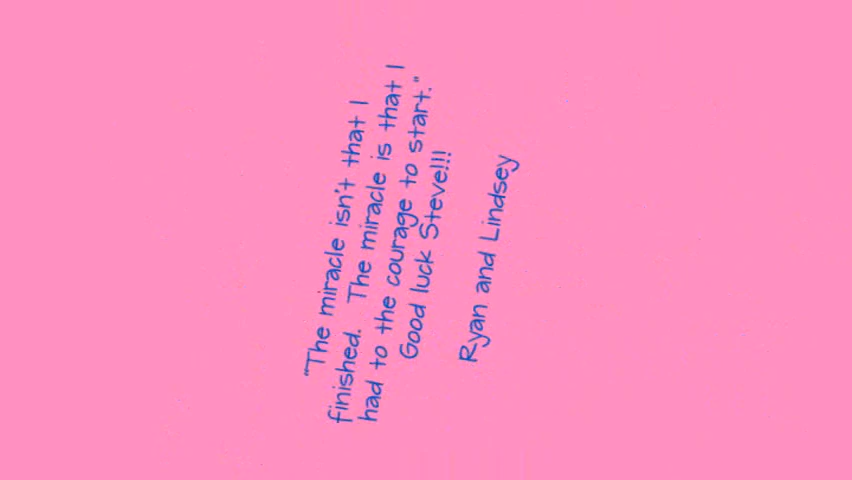 "The miracle isn't that I
finished. The miracle is that I
had to the courage to start."
Good luck Steve!!!
Ryan and Lindsey